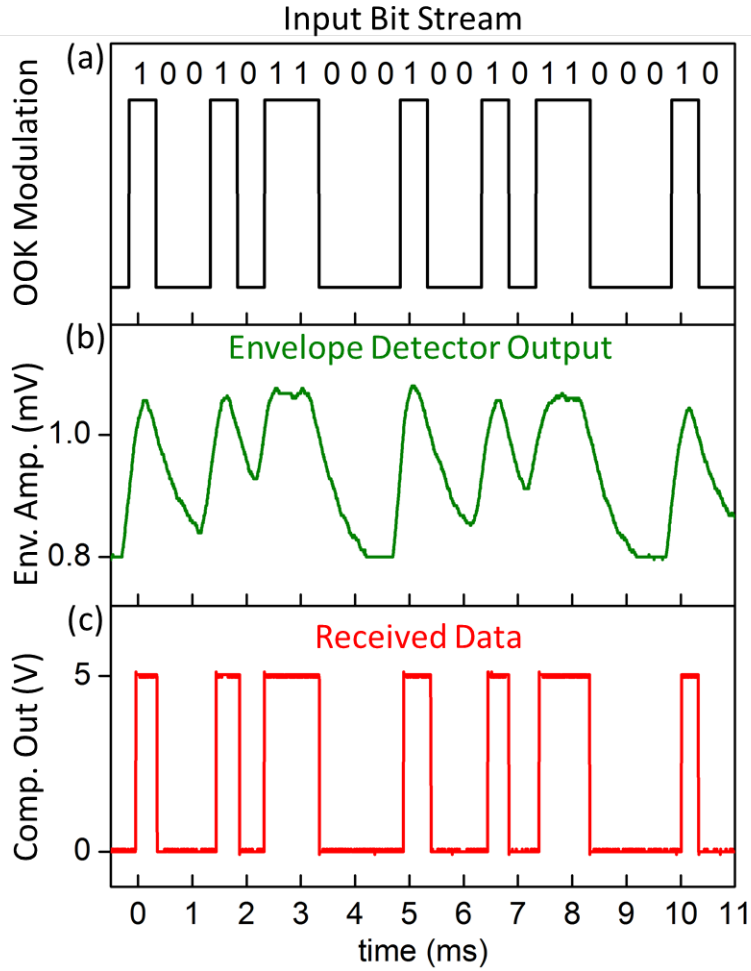 Input Bit Stream
(a)
1 0 0 1 0 1 1 0 0 0 1 0 0 1 0 1 1 0 0 0 1 0
OOK Modulation
(b)
Envelope Detector Output
Env. Amp. (mV)
1.0
0.8
(c)
Received Data
Comp. Out (V)
5
0
0 1 2 3 4 5 6 7 8 9 10 11
time (ms)